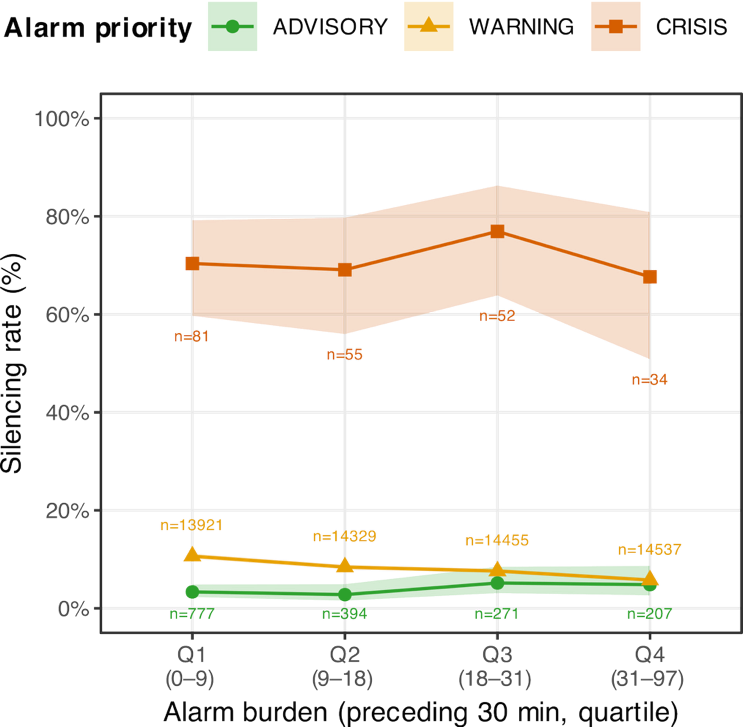 Alarm priority ADVISORY WARNING CRISIS
100%
80%
60%
40%
20%
0%
Silencing rate (%)
n=81
n=55
n=52
n=34
n=13921
n=14329
n=14455
n=14537
n=777
n=394
n=271
n=207
Q1 Q2 Q3 Q4
(0–9) (9–18) (18–31) (31–97)
Alarm burden (preceding 30 min, quartile)